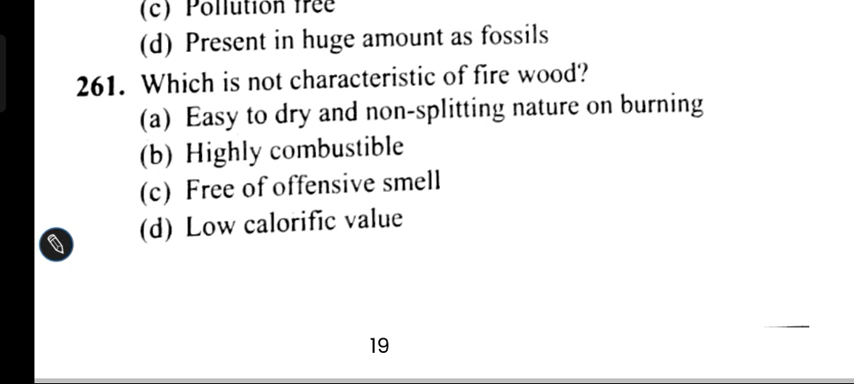 (c) Pollution free
(d) Present in huge amount as fossils
261. Which is not characteristic of fire wood?
(a) Easy to dry and non-splitting nature on burning
(b) Highly combustible
(c) Free of offensive smell
(d) Low calorific value
19